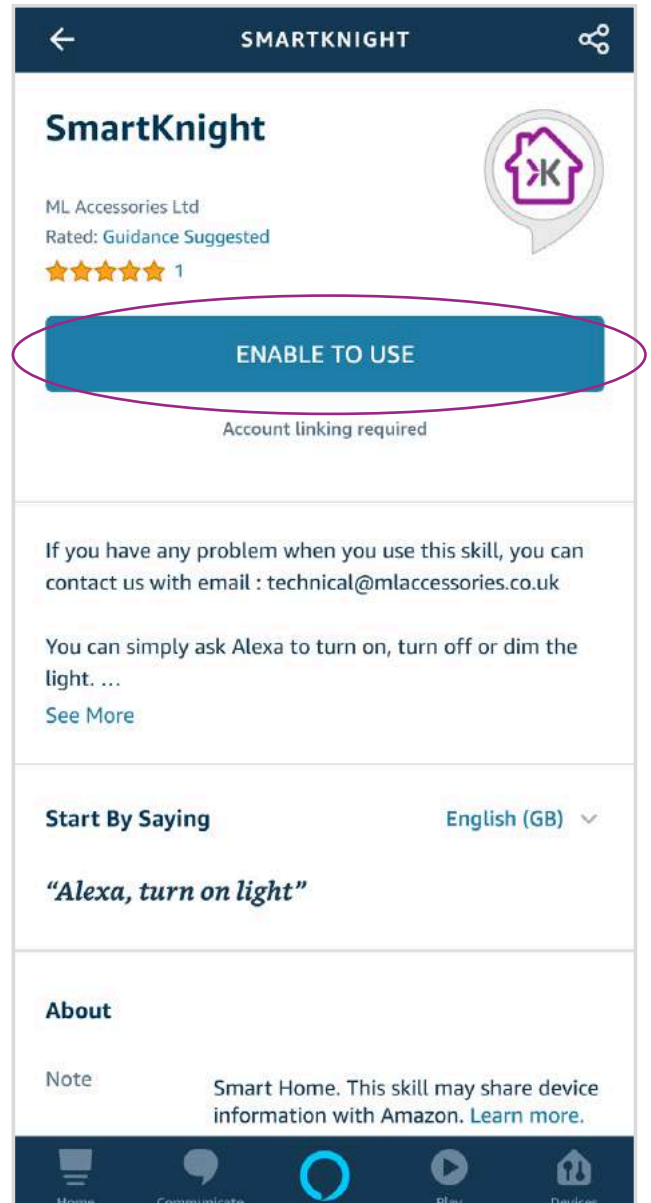 SMARTKNIGHT
SmartKnight
K
ML Accessories Ltd
Rated: Guidance Suggested
1
ENABLE TO USE
Account linking required
If you have any problem when you use this skill, you can
contact us with email : technical@mlaccessories.co.uk
You can simply ask Alexa to turn on, turn off or dim the
light. ...
See More
Start By Saying
English (GB)
“Alexa, turn on light”
About
Note
Smart Home. This skill may share device
information with Amazon. Learn more.
Home
Communicate
Play
Devices